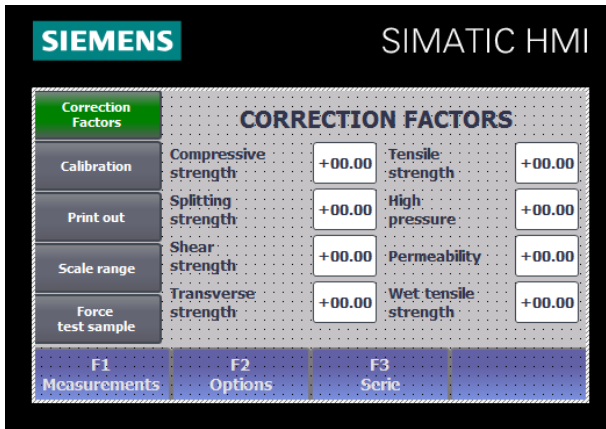 SIEMENS
SIMATIC HMI
Correction
Factors
CORRECTION FACTORS
Calibration
Print out
Scale range
Force
test sample
Compressive
strength
+00.00
Tensile
strength
+00.00
Splitting
strength
+00.00
High
pressure
+00.00
Shear
strength
+00.00
Permeability
+00.00
Transverse
strength
+00.00
Wet tensile
strength
+00.00
F1
Measurements
F2
Options
F3
Serie